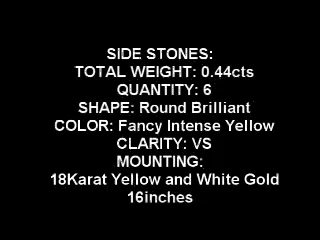 SIDE STONES:
TOTAL WEIGHT: 0.44cts
QUANTITY: 6
SHAPE: Round Brilliant
COLOR: Fancy Intense Yellow
CLARITY: VS
MOUNTING:
18Karat Yellow and White Gold
16inches